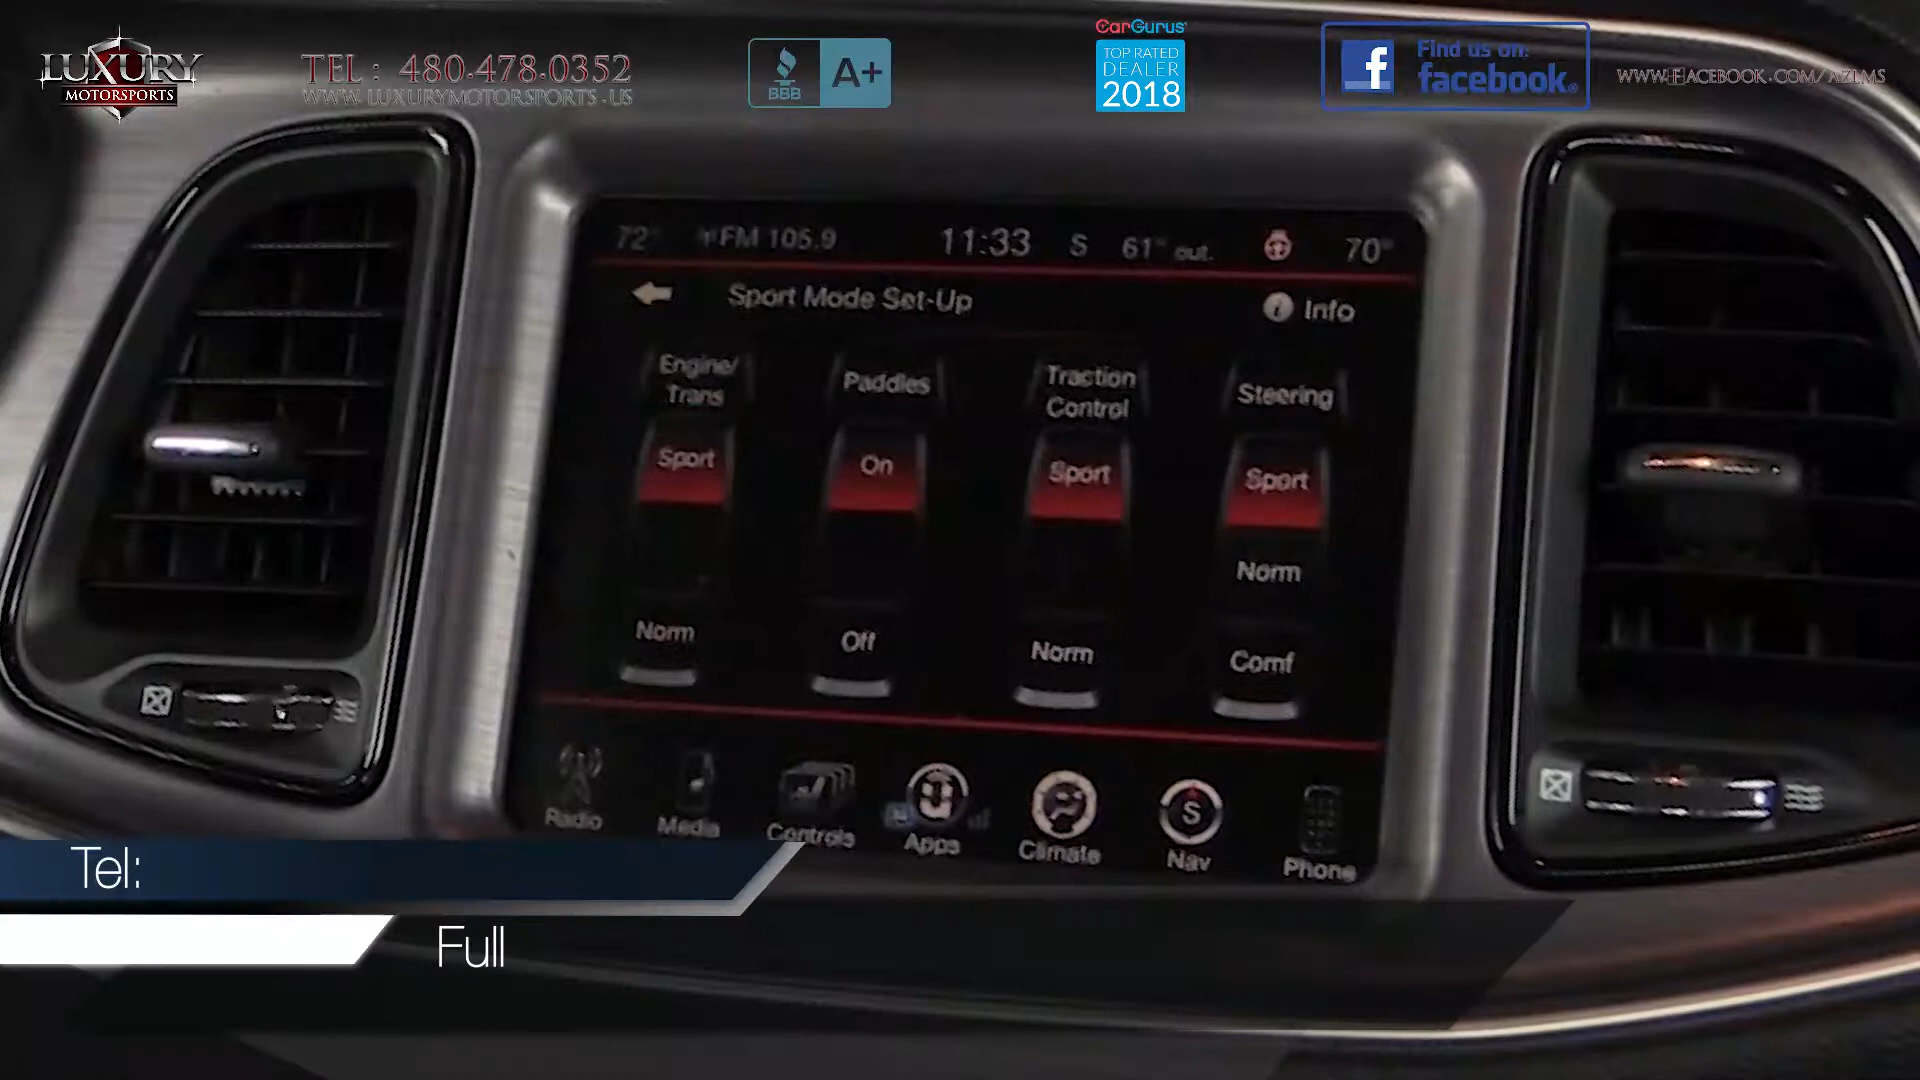 LUXURY
MOTORSPORTS
TEL : 480.478.0352
WWW.LUXURYMOTORSPORTS.US
BBB
A+
CarGurus
TOP RATED
DEALER
2018
f
Find us on:
facebook®
WWW.FACEBOOK.COM/AZLMS
72° FM 105.9 11:33 S 61° out. 70°
Sport Mode Set-Up
i Info
Engine/
Trans
Paddles
Traction
Control
Steering
Sport On Sport Sport
Norm
Norm Off Norm Comf
Radio Media Controls Apps Climate S Nav Phone
Tel:
Full